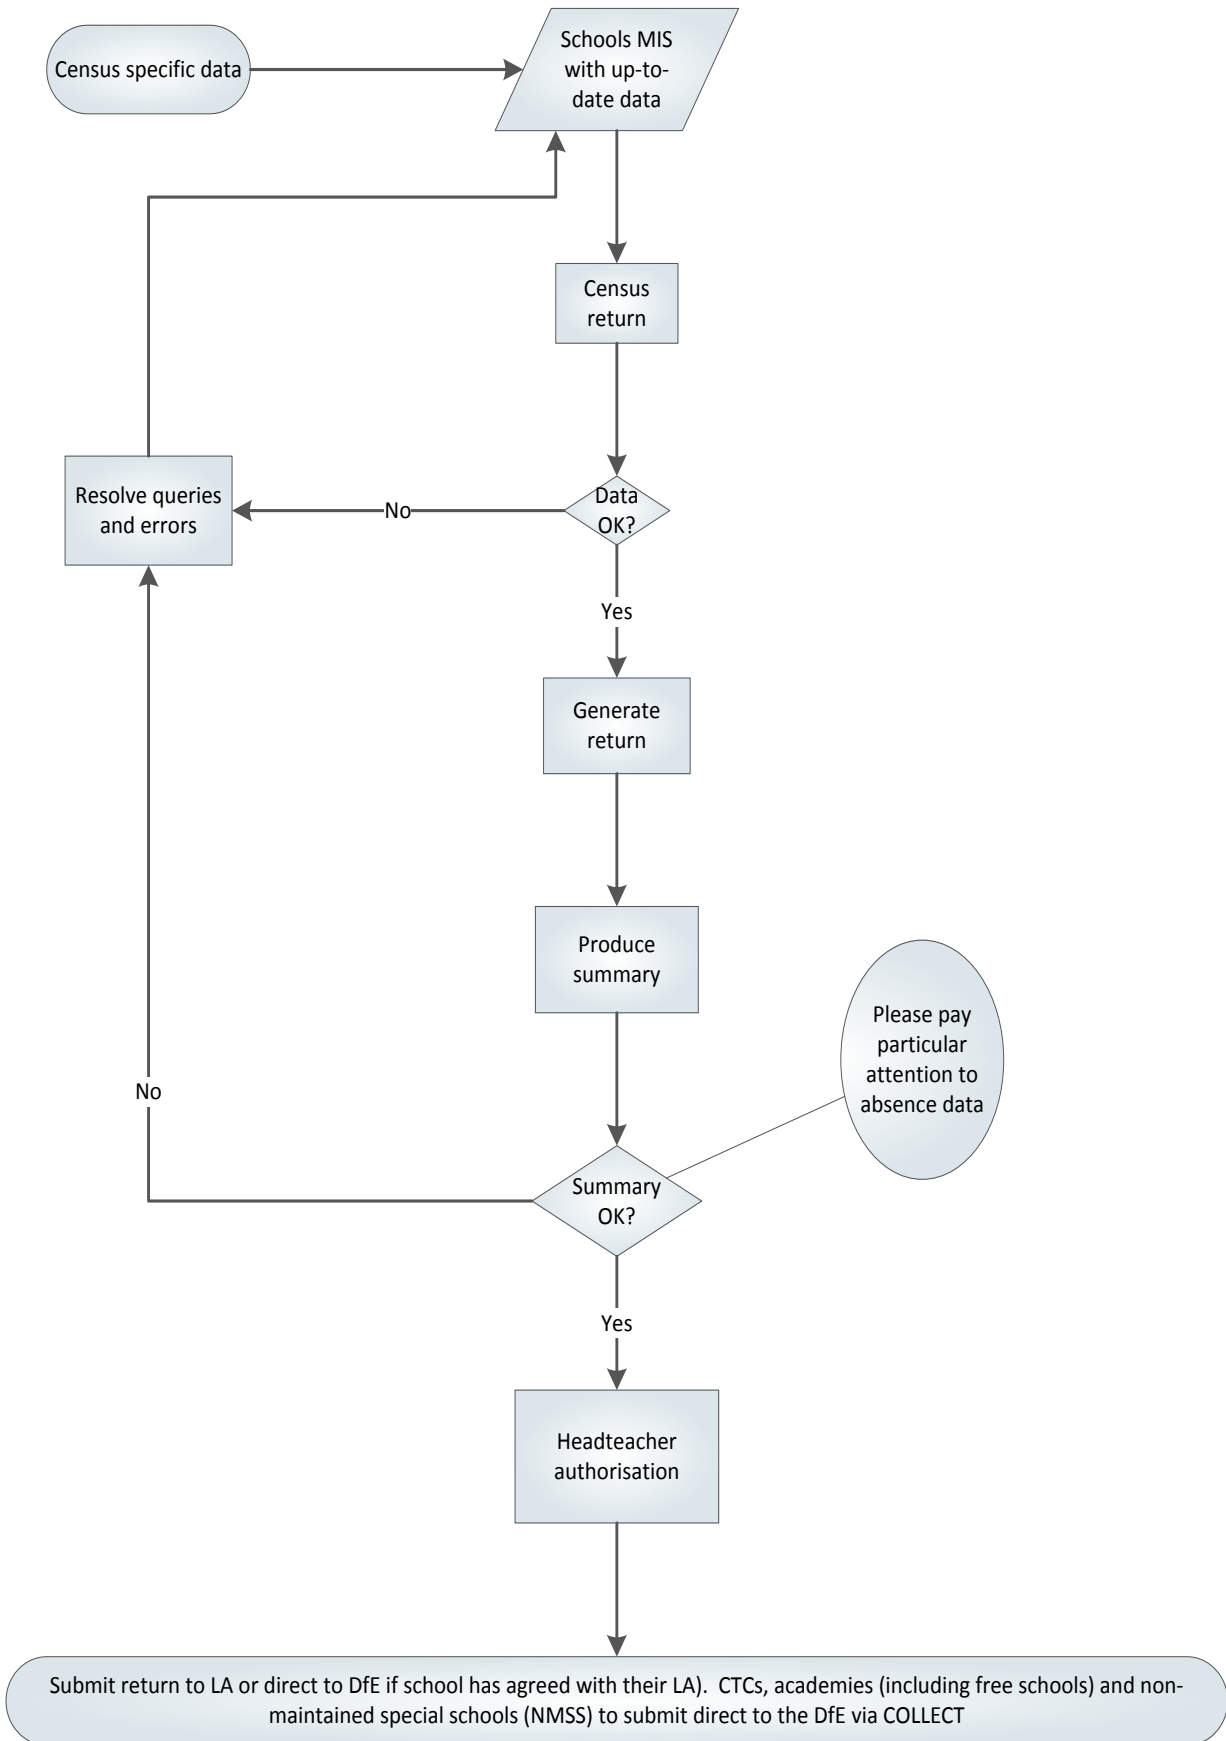 Census specific data
Schools MIS
with up-to-
date data
Census
return
Resolve queries
and errors
No
Data
OK?
Yes
Generate
return
Produce
summary
Please pay
particular
attention to
absence data
No
Summary
OK?
Yes
Headteacher
authorisation
Submit return to LA or direct to DfE if school has agreed with their LA).  CTCs, academies (including free schools) and non-
maintained special schools (NMSS) to submit direct to the DfE via COLLECT